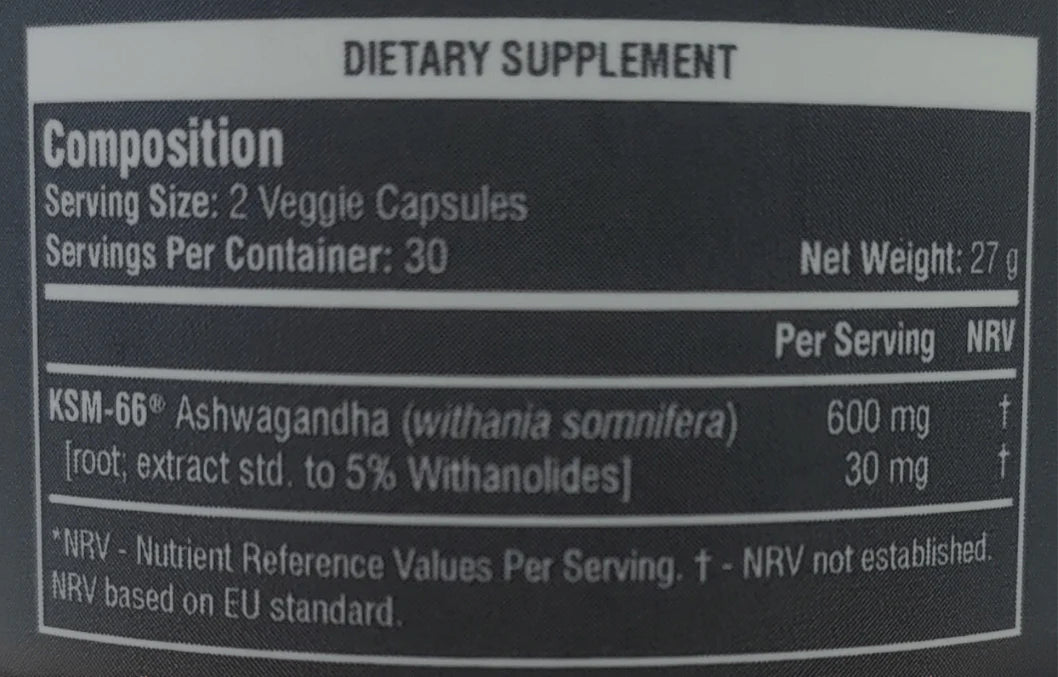 DIETARY SUPPLEMENT
Composition
Serving Size: 2 Veggie Capsules
Servings Per Container: 30 Net Weight: 27 g
Per Serving NRV
KSM-66® Ashwagandha (withania somnifera) 600 mg †
[root; extract std. to 5% Withanolides] 30 mg †
*NRV - Nutrient Reference Values Per Serving. † - NRV not established.
NRV based on EU standard.